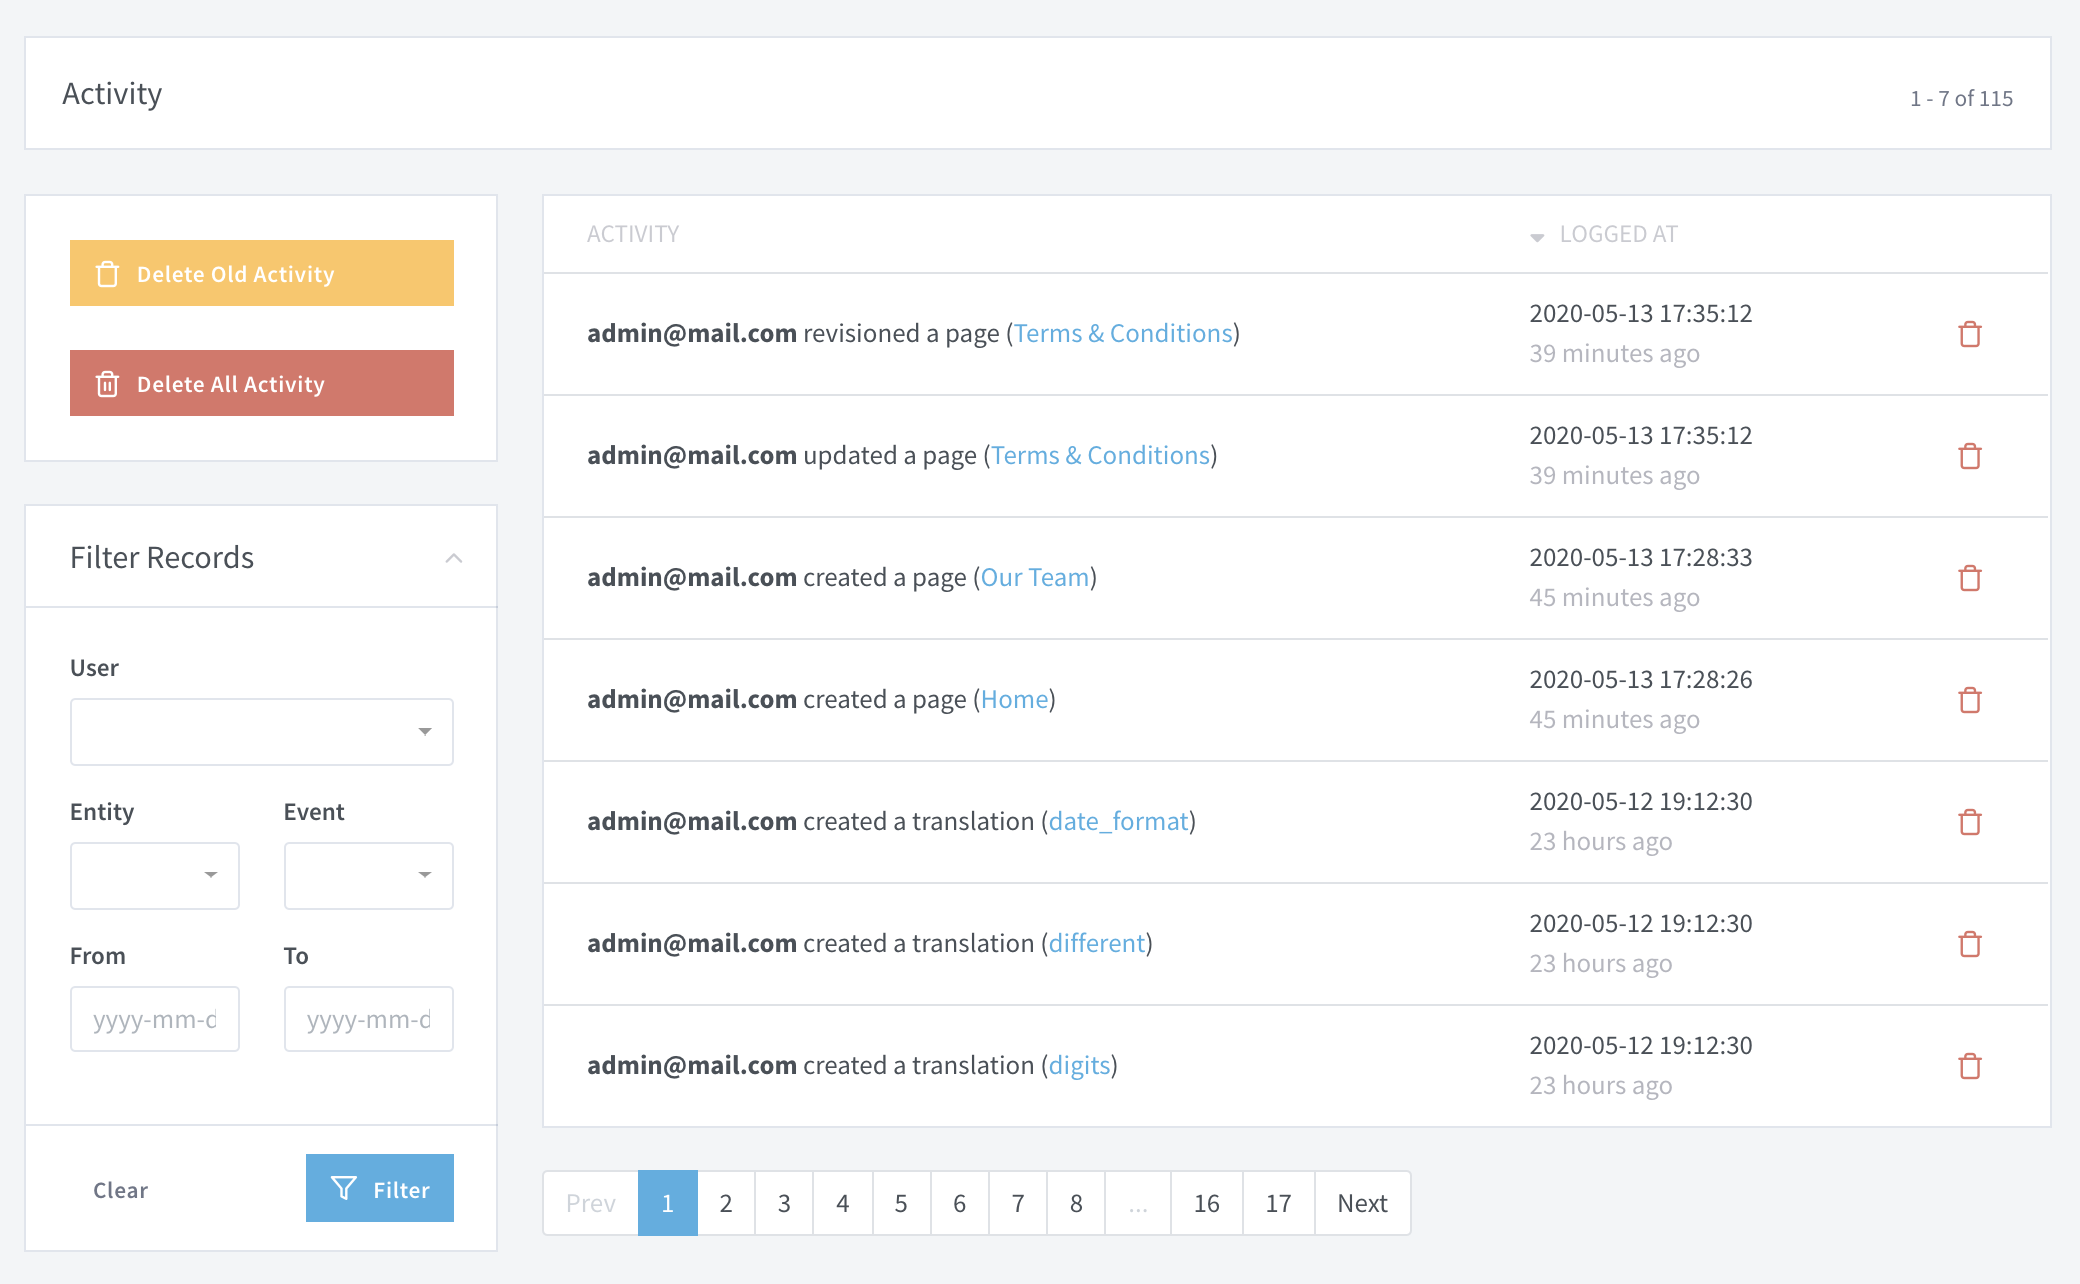 Activity
1 - 7 of 115
Delete Old Activity
Delete All Activity
Filter Records
User
Entity Event
From To
yyyy-mm-d yyyy-mm-d
Clear Filter
ACTIVITY LOGGED AT
admin@mail.com revisioned a page (Terms & Conditions)
2020-05-13 17:35:12
39 minutes ago
admin@mail.com updated a page (Terms & Conditions)
2020-05-13 17:35:12
39 minutes ago
admin@mail.com created a page (Our Team)
2020-05-13 17:28:33
45 minutes ago
admin@mail.com created a page (Home)
2020-05-13 17:28:26
45 minutes ago
admin@mail.com created a translation (date_format)
2020-05-12 19:12:30
23 hours ago
admin@mail.com created a translation (different)
2020-05-12 19:12:30
23 hours ago
admin@mail.com created a translation (digits)
2020-05-12 19:12:30
23 hours ago
Prev 1 2 3 4 5 6 7 8 ... 16 17 Next